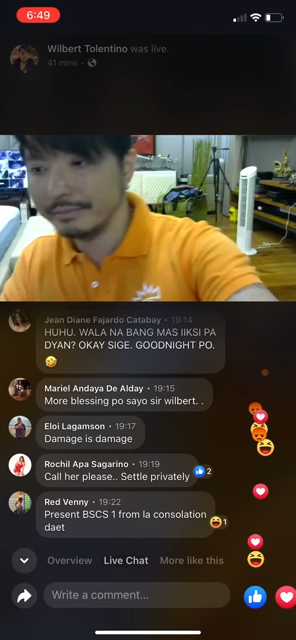 6:49
Wilbert Tolentino was live.
41 mins ·
Jean Diane Fajardo Catabay · 19:14
HUHU. WALA NA BANG MAS IIKSI PA
DYAN? OKAY SIGE. GOODNIGHT PO.
Mariel Andaya De Alday · 19:15
More blessing po sayo sir wilbert. .
Eloi Lagamson · 19:17
Damage is damage
Rochil Apa Sagarino · 19:19
Call her please.. Settle privately
2
Red Venny · 19:22
Present BSCS 1 from la consolation
daet
1
Overview Live Chat More like this
Write a comment...